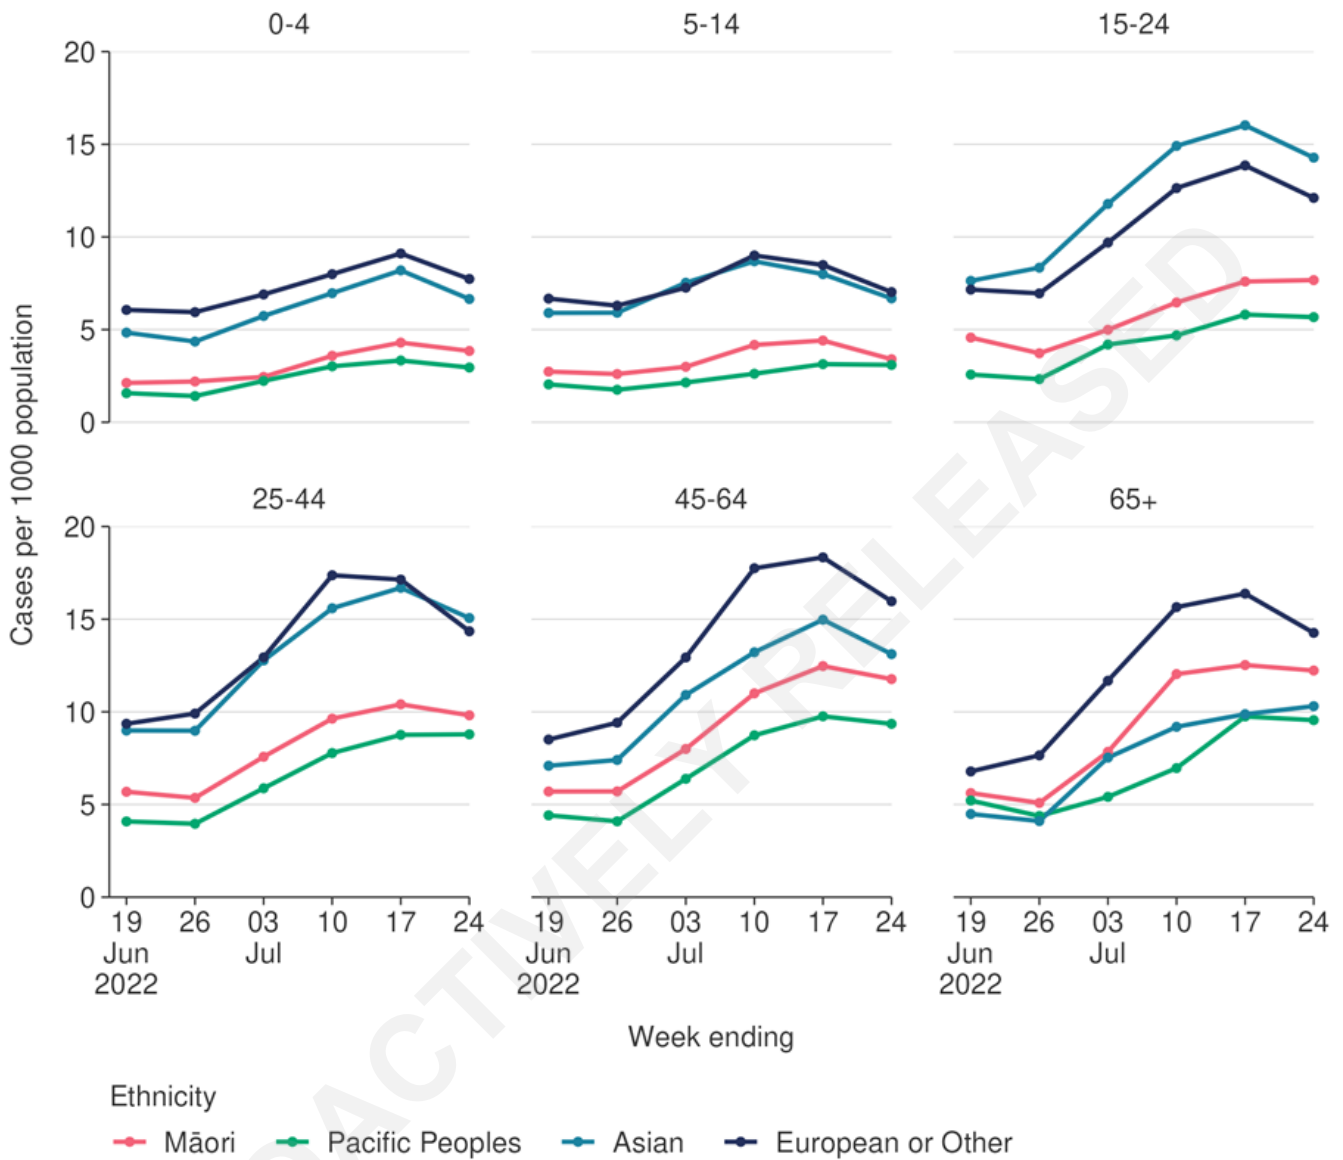 0-4 5-14 15-24
20
15
10
5
0
Cases per 1000 population
25-44 45-64 65+
20
15
10
5
0
19 26 03 10 17 24 19 26 03 10 17 24 19 26 03 10 17 24
Jun Jul Jun Jul Jun Jul
2022 2022 2022
Week ending
Ethnicity
Māori Pacific Peoples Asian European or Other
ACTIVELY RELEASED